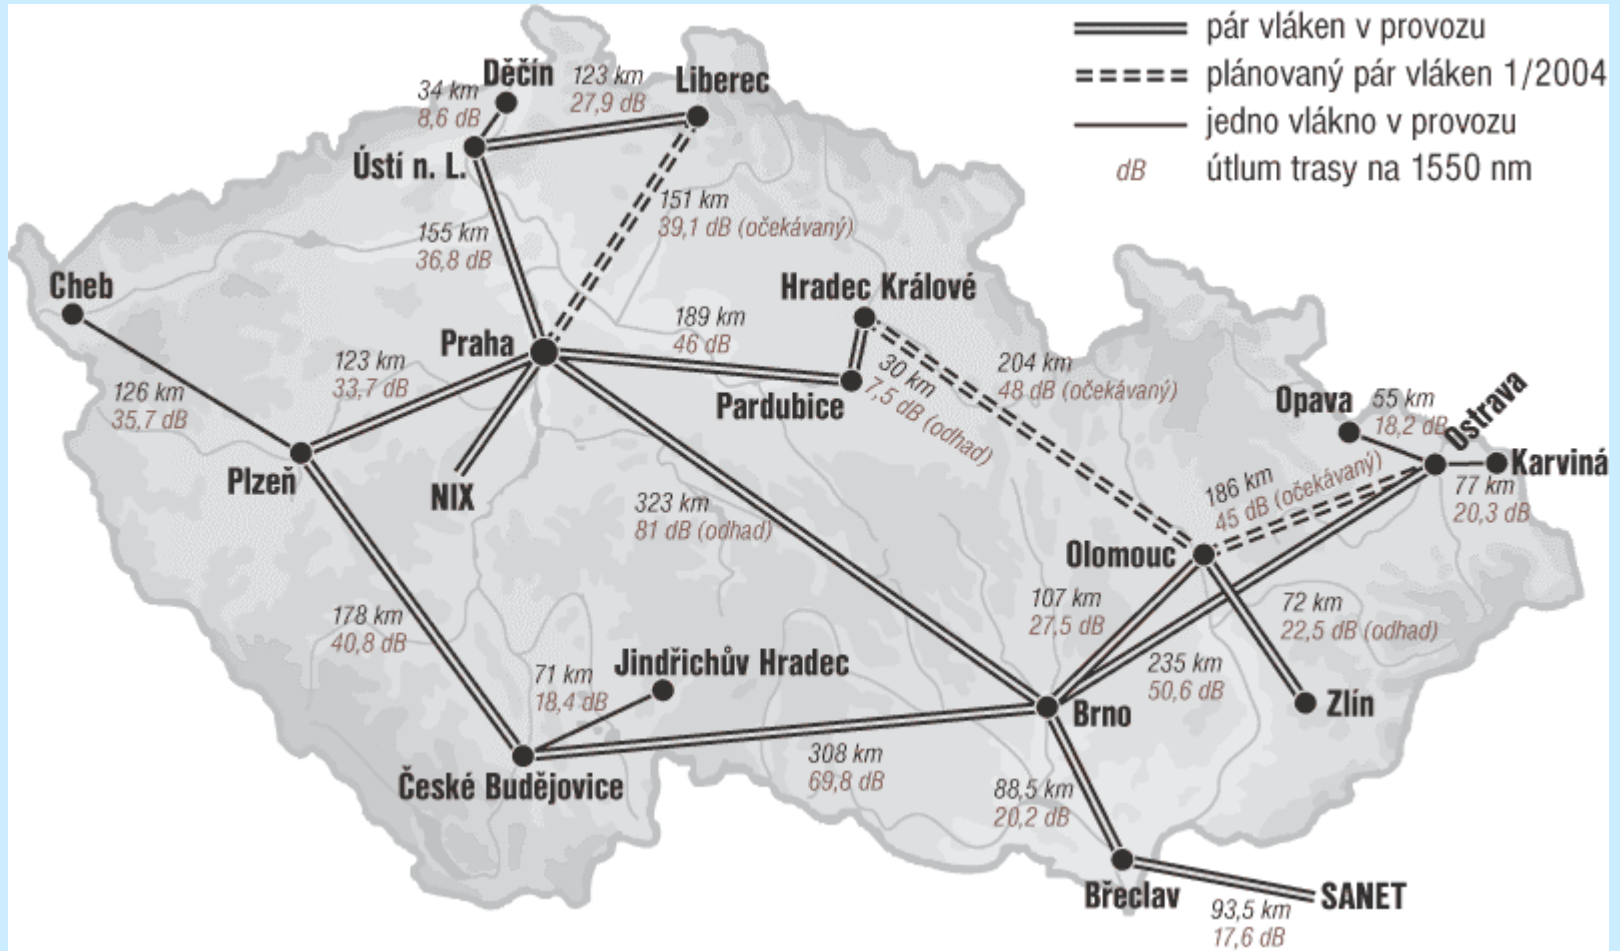 pár vláken v provozu
plánovaný pár vláken 1/2004
jedno vlákno v provozu
dB útlum trasy na 1550 nm
Děčín
34 km
8,6 dB
123 km
27,9 dB
Liberec
Ústí n. L.
155 km
36,8 dB
151 km
39,1 dB (očekávaný)
Cheb
126 km
35,7 dB
Praha
123 km
33,7 dB
189 km
46 dB
Hradec Králové
Pardubice
30 km
7,5 dB (odhad)
204 km
48 dB (očekávaný)
Opava
55 km
18,2 dB
Ostrava
Karviná
77 km
20,3 dB
186 km
45 dB (očekávaný)
Plzeň
NIX
323 km
81 dB (odhad)
Olomouc
107 km
27,5 dB
72 km
22,5 dB (odhad)
178 km
40,8 dB
71 km
18,4 dB
Jindřichův Hradec
235 km
50,6 dB
Brno
Zlín
České Budějovice
308 km
69,8 dB
88,5 km
20,2 dB
Břeclav
93,5 km
17,6 dB
SANET